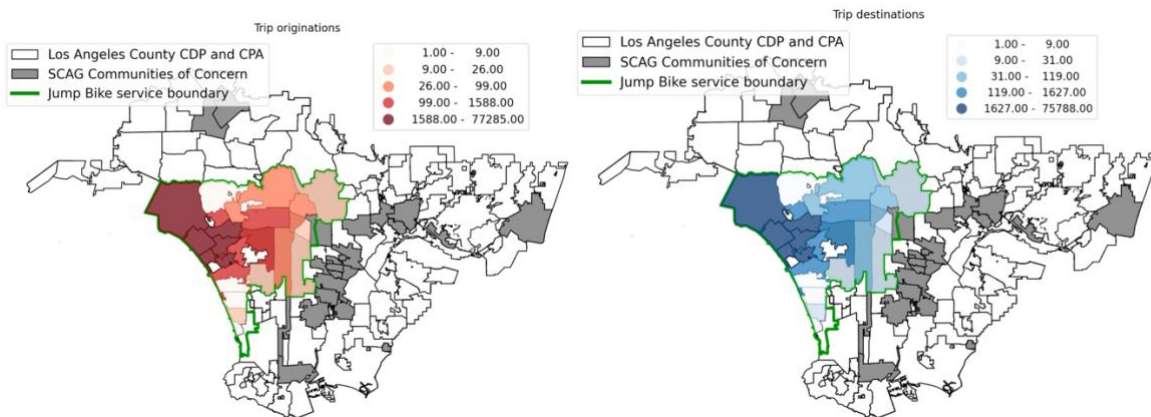 Trip originations
Los Angeles County CDP and CPA
SCAG Communities of Concern
Jump Bike service boundary
1.00 - 9.00
9.00 - 26.00
26.00 - 99.00
99.00 - 1588.00
1588.00 - 77285.00
Trip destinations
Los Angeles County CDP and CPA
SCAG Communities of Concern
Jump Bike service boundary
1.00 - 9.00
9.00 - 31.00
31.00 - 119.00
119.00 - 1627.00
1627.00 - 75788.00